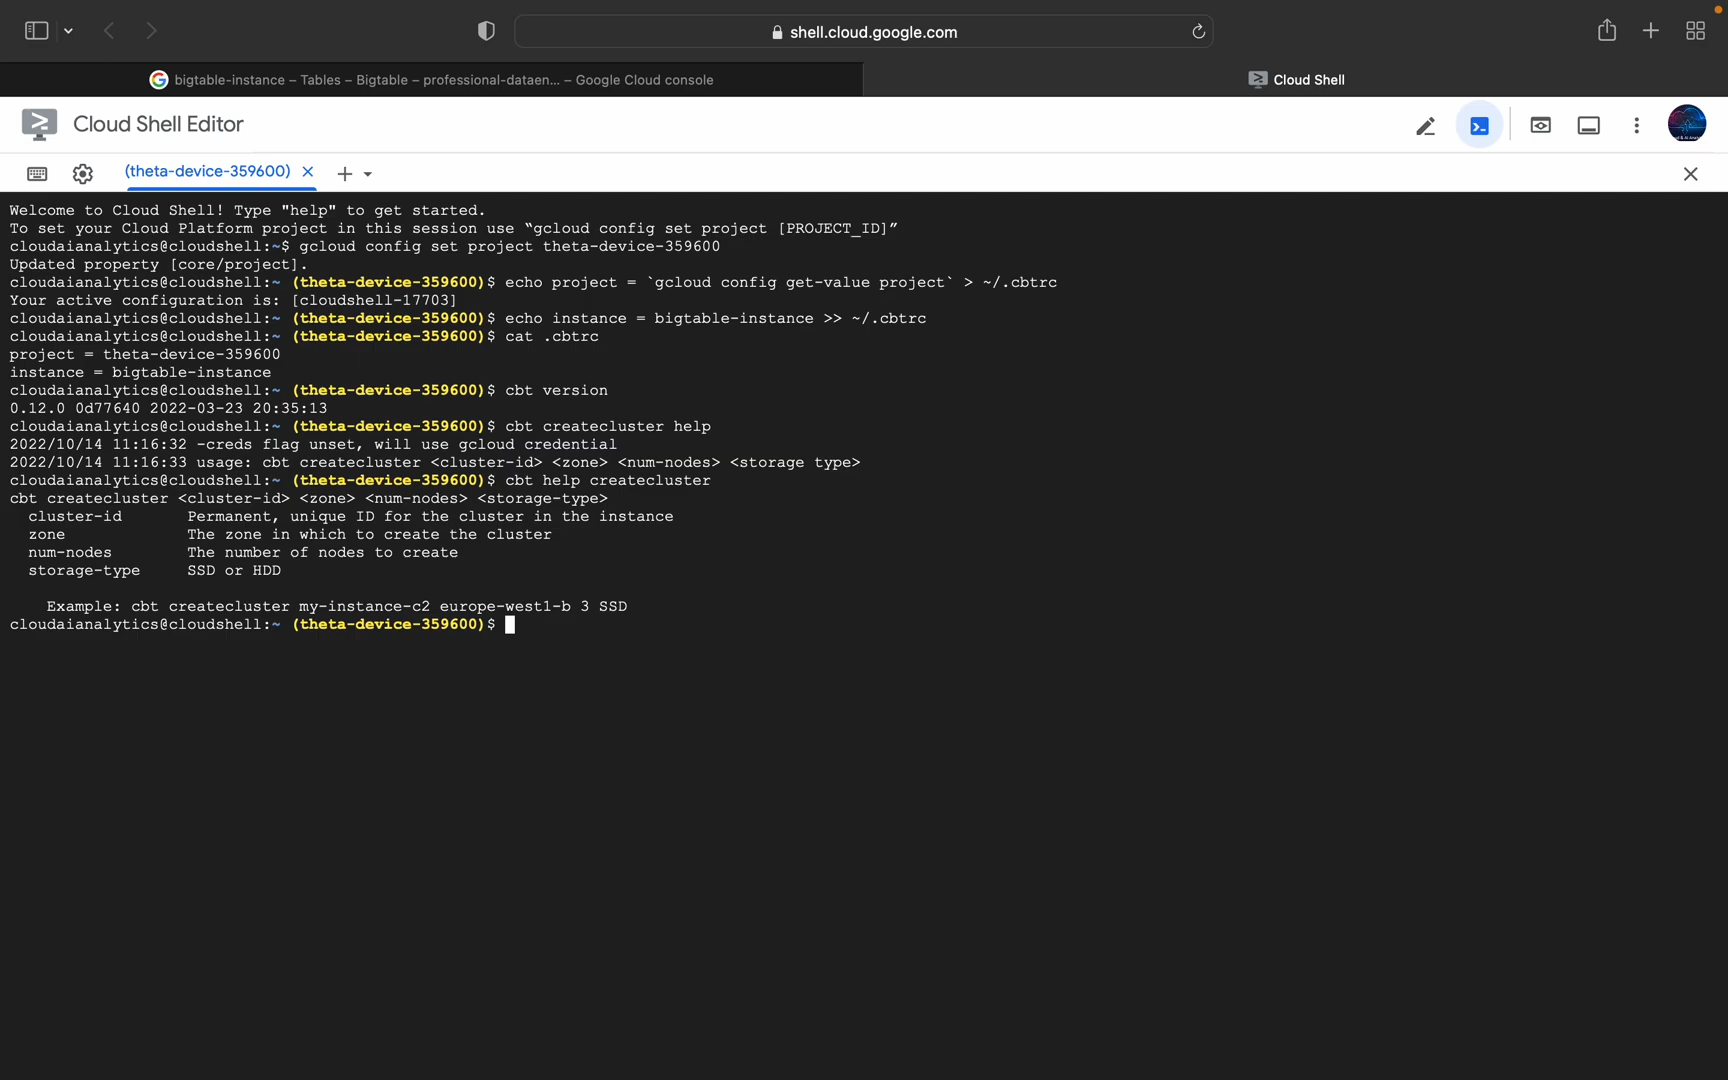 shell.cloud.google.com
bigtable-instance – Tables – Bigtable – professional-dataen... – Google Cloud console
Cloud Shell
Cloud Shell Editor
(theta-device-359600)
Welcome to Cloud Shell! Type "help" to get started.
To set your Cloud Platform project in this session use “gcloud config set project [PROJECT_ID]”
cloudaianalytics@cloudshell:~$ gcloud config set project theta-device-359600
Updated property [core/project].
cloudaianalytics@cloudshell:~ (theta-device-359600)$ echo project = `gcloud config get-value project` > ~/.cbtrc
Your active configuration is: [cloudshell-17703]
cloudaianalytics@cloudshell:~ (theta-device-359600)$ echo instance = bigtable-instance >> ~/.cbtrc
cloudaianalytics@cloudshell:~ (theta-device-359600)$ cat .cbtrc
project = theta-device-359600
instance = bigtable-instance
cloudaianalytics@cloudshell:~ (theta-device-359600)$ cbt version
0.12.0 0d77640 2022-03-23 20:35:13
cloudaianalytics@cloudshell:~ (theta-device-359600)$ cbt createcluster help
2022/10/14 11:16:32 -creds flag unset, will use gcloud credential
2022/10/14 11:16:33 usage: cbt createcluster <cluster-id> <zone> <num-nodes> <storage type>
cloudaianalytics@cloudshell:~ (theta-device-359600)$ cbt help createcluster
cbt createcluster <cluster-id> <zone> <num-nodes> <storage-type>
cluster-id Permanent, unique ID for the cluster in the instance
zone The zone in which to create the cluster
num-nodes The number of nodes to create
storage-type SSD or HDD
Example: cbt createcluster my-instance-c2 europe-west1-b 3 SSD
cloudaianalytics@cloudshell:~ (theta-device-359600)$